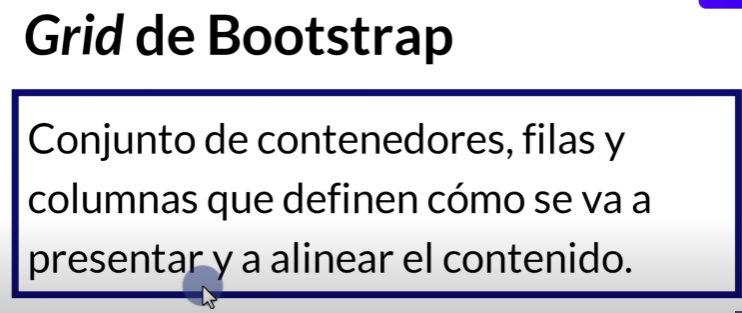 Grid de Bootstrap
Conjunto de contenedores, filas y
columnas que definen cómo se va a
presentar y a alinear el contenido.